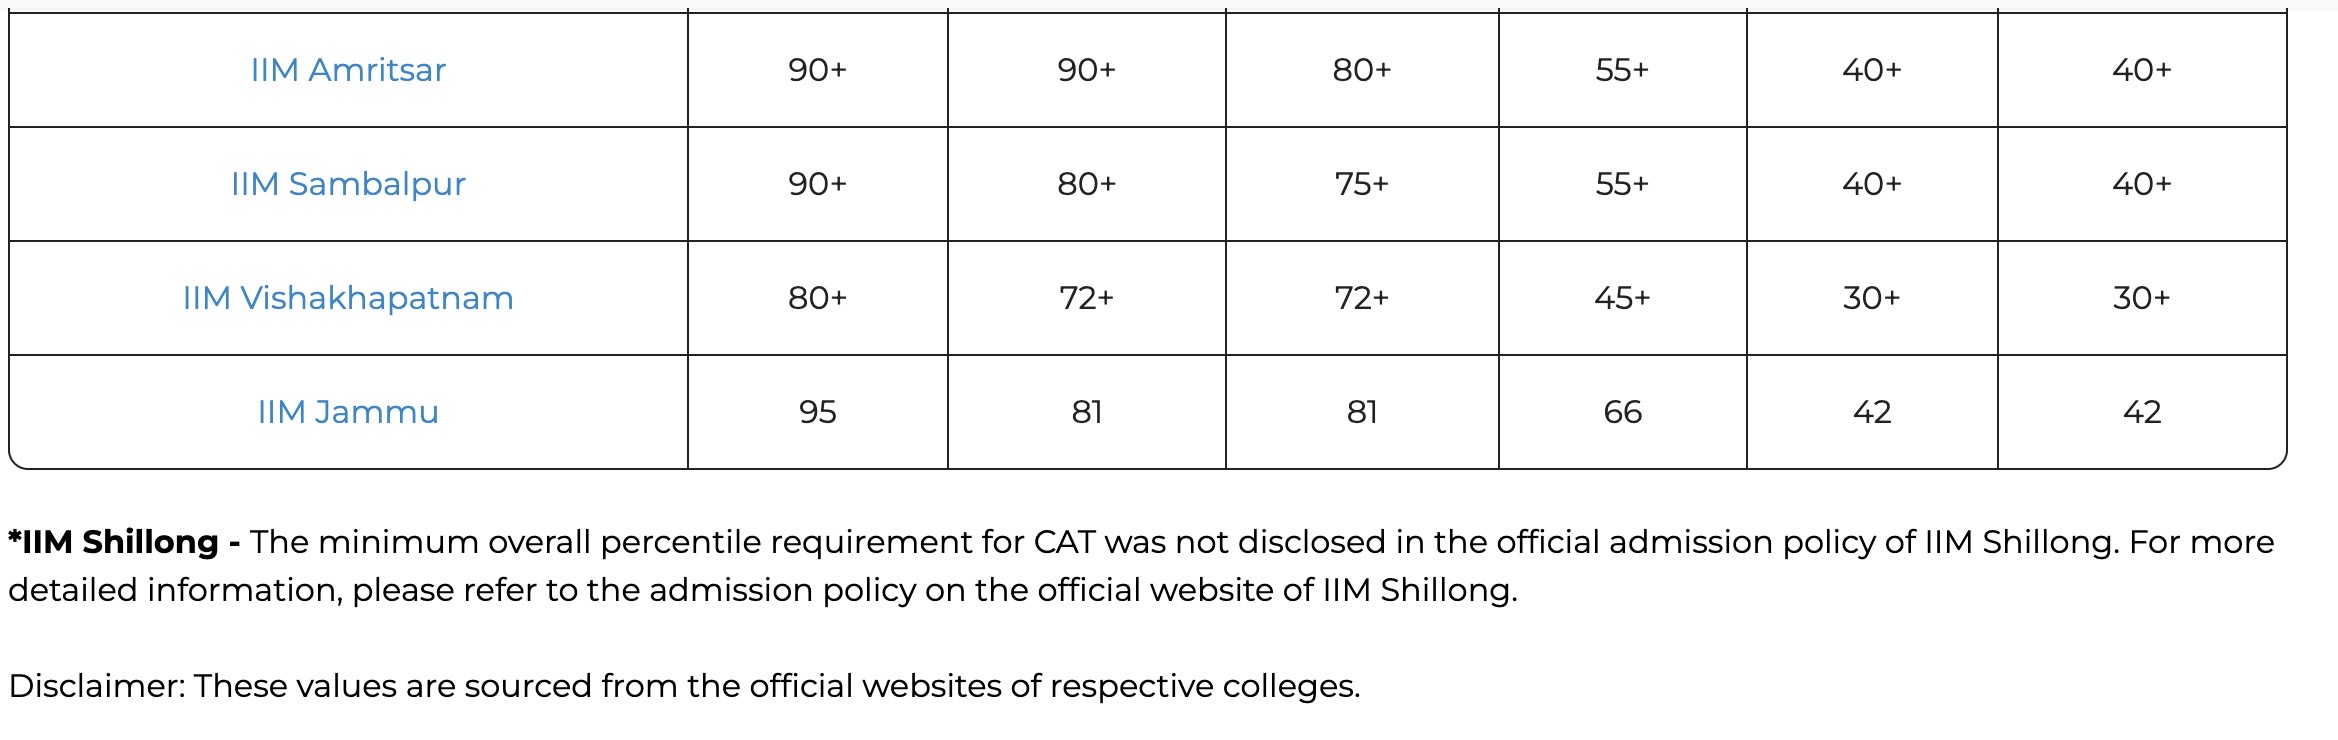 IIM Amritsar 90+ 90+ 80+ 55+ 40+ 40+
IIM Sambalpur 90+ 80+ 75+ 55+ 40+ 40+
IIM Vishakhapatnam 80+ 72+ 72+ 45+ 30+ 30+
IIM Jammu 95 81 81 66 42 42
*IIM Shillong - The minimum overall percentile requirement for CAT was not disclosed in the official admission policy of IIM Shillong. For more
detailed information, please refer to the admission policy on the official website of IIM Shillong.
Disclaimer: These values are sourced from the official websites of respective colleges.